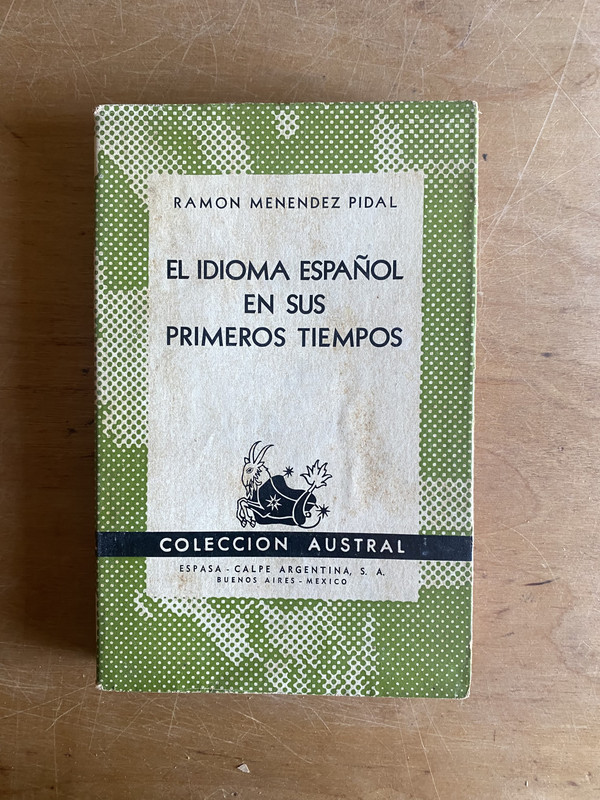 RAMON MENENDEZ PIDAL
EL IDIOMA ESPAÑOL
EN SUS
PRIMEROS TIEMPOS
COLECCION AUSTRAL
ESPASA - CALPE ARGENTINA, S. A.
BUENOS AIRES - MEXICO